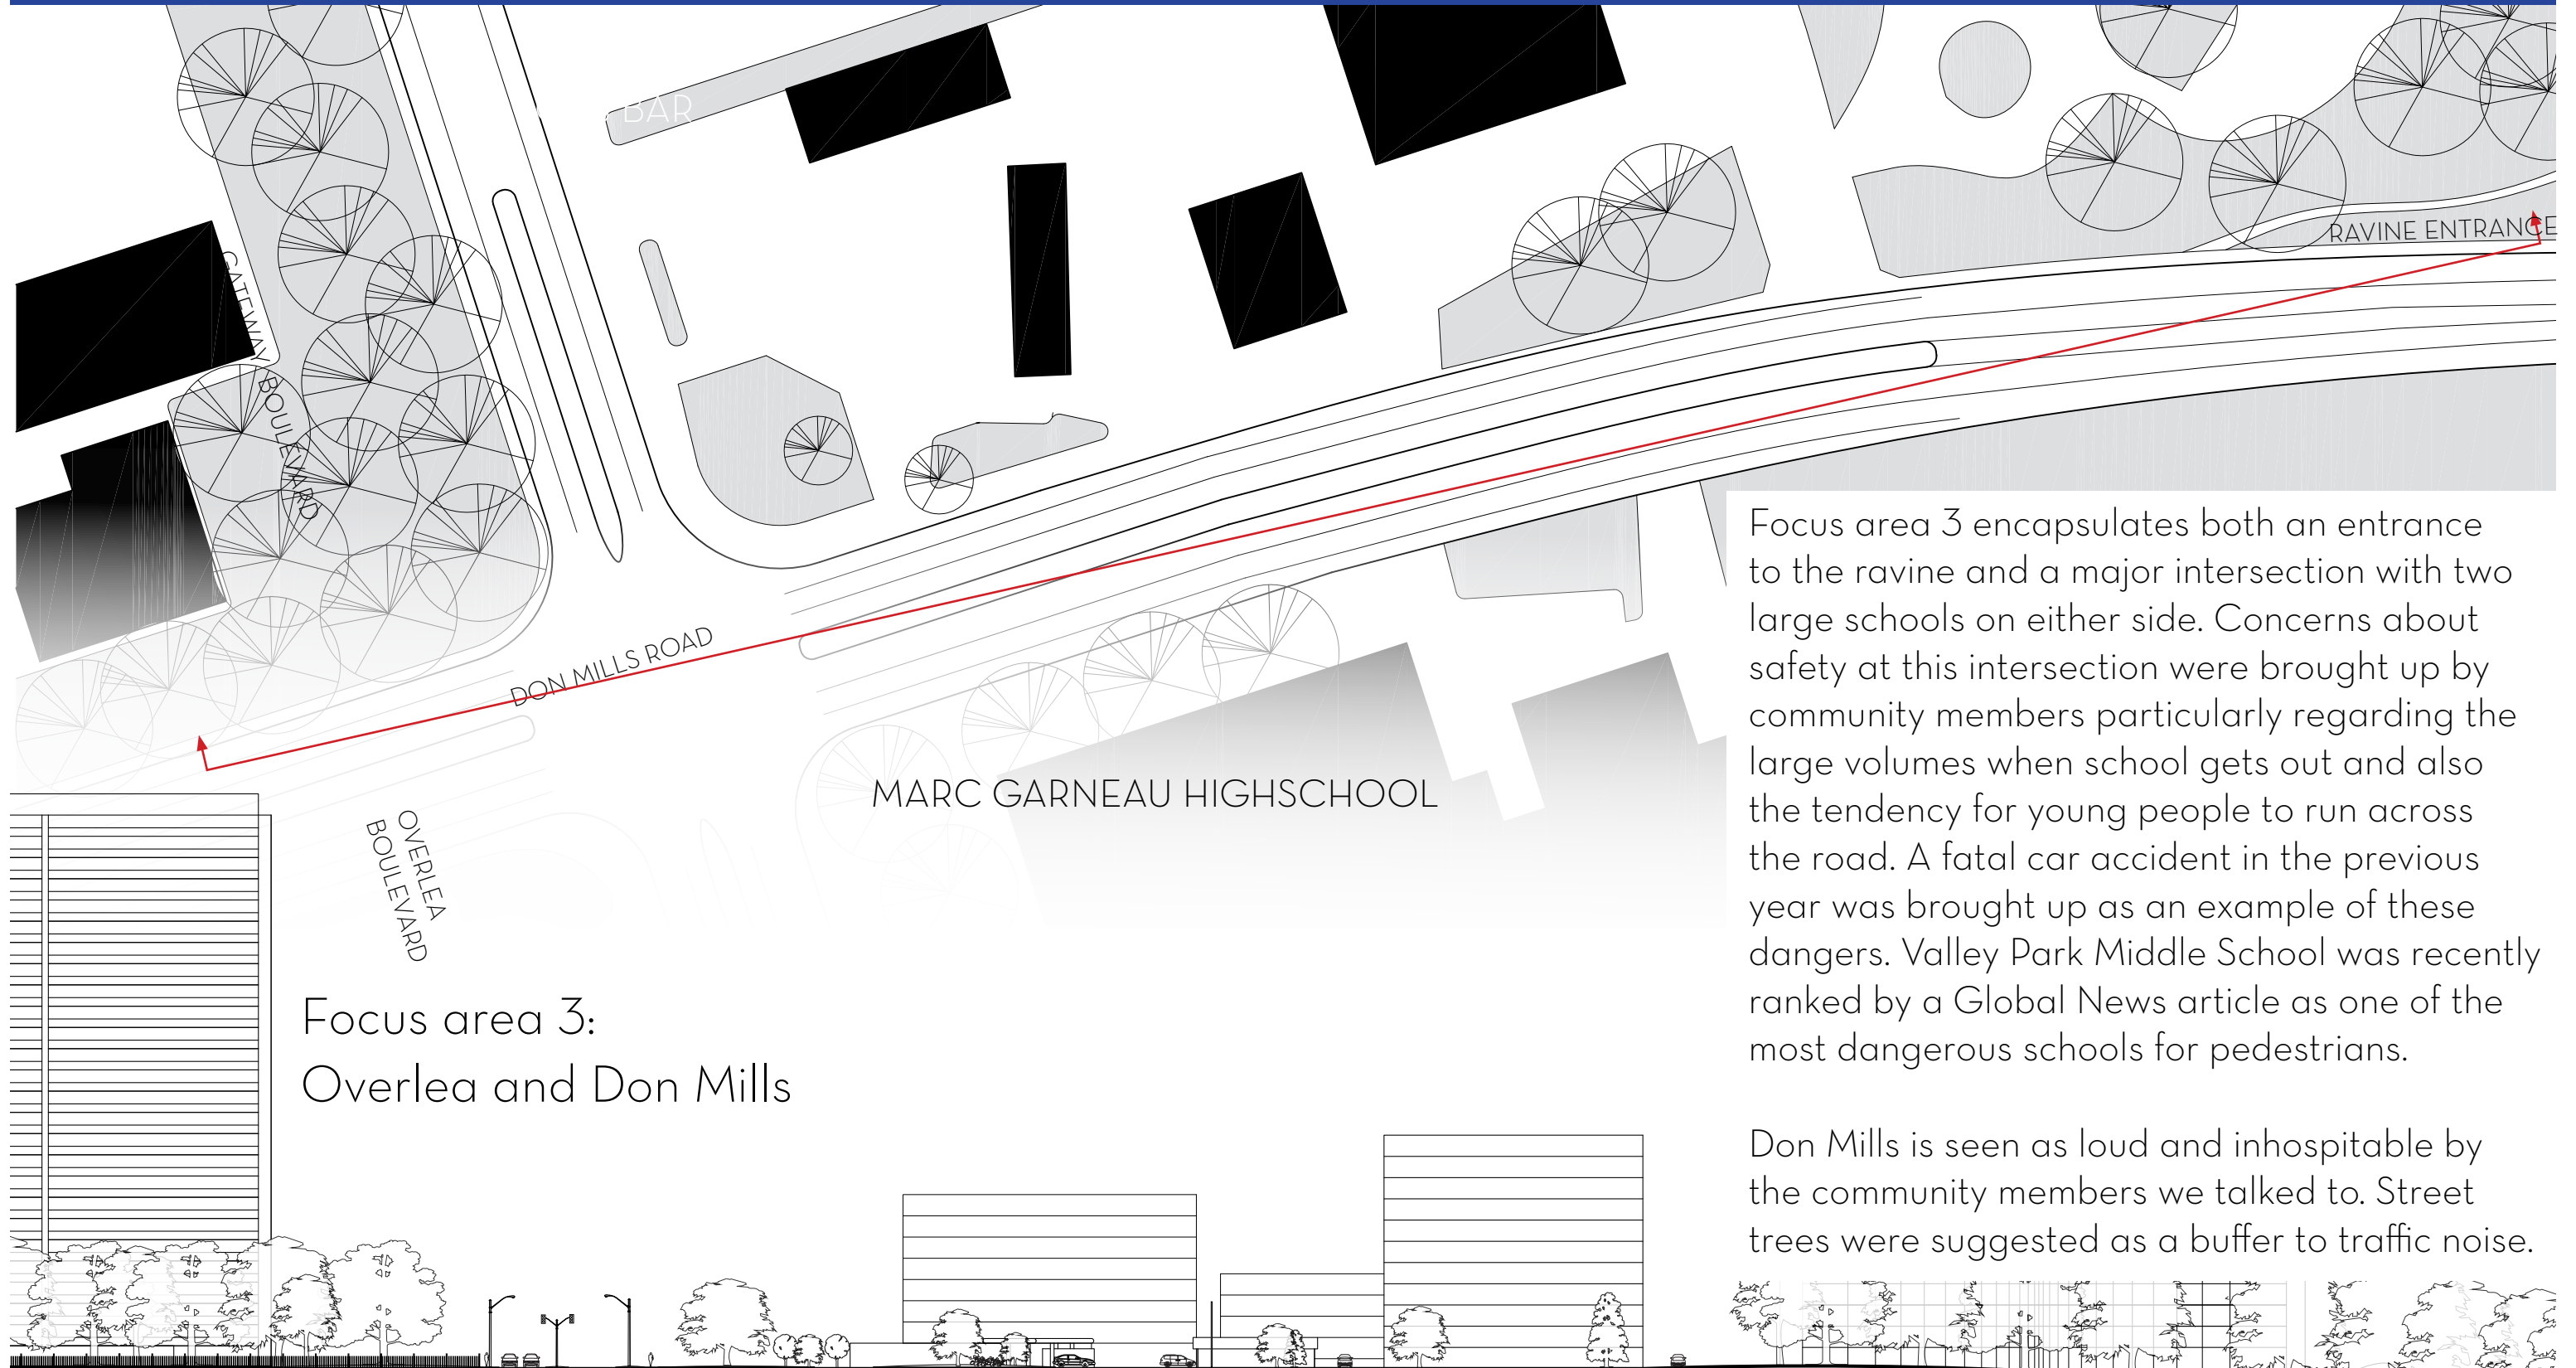 BAR
RAVINE ENTRANCE
GATEWAY BOULEVARD
DON MILLS ROAD
MARC GARNEAU HIGHSCHOOL
OVERLEA
BOULEVARD
Focus area 3:
Overlea and Don Mills
Focus area 3 encapsulates both an entrance
to the ravine and a major intersection with two
large schools on either side. Concerns about
safety at this intersection were brought up by
community members particularly regarding the
large volumes when school gets out and also
the tendency for young people to run across
the road. A fatal car accident in the previous
year was brought up as an example of these
dangers. Valley Park Middle School was recently
ranked by a Global News article as one of the
most dangerous schools for pedestrians.
Don Mills is seen as loud and inhospitable by
the community members we talked to. Street
trees were suggested as a buffer to traffic noise.